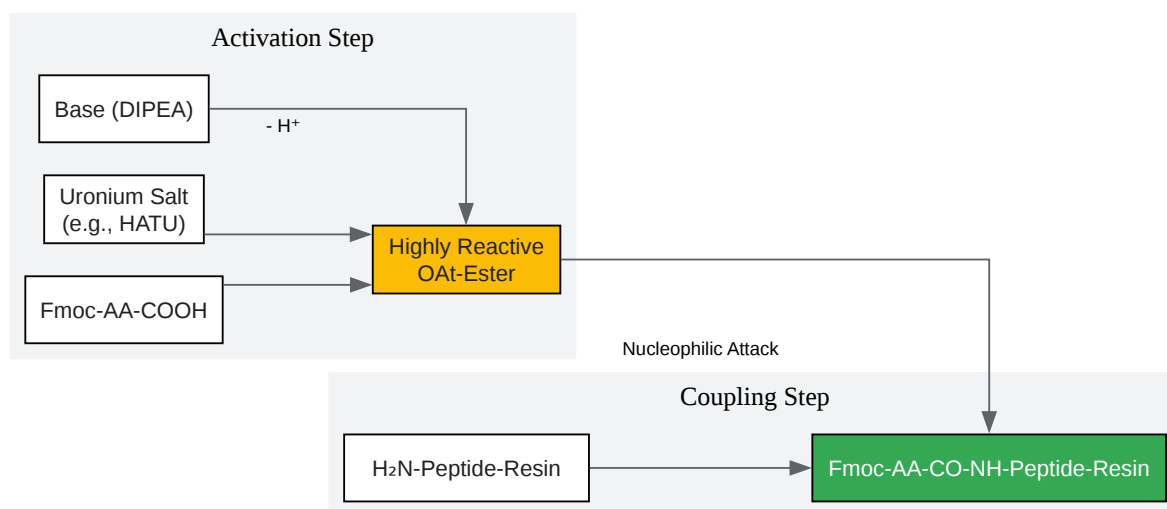 Activation Step
Base (DIPEA)
- H⁺
Uronium Salt
(e.g., HATU)
Highly Reactive
OAt-Ester
Fmoc-AA-COOH
Nucleophilic Attack
Coupling Step
H₂N-Peptide-Resin
Fmoc-AA-CO-NH-Peptide-Resin